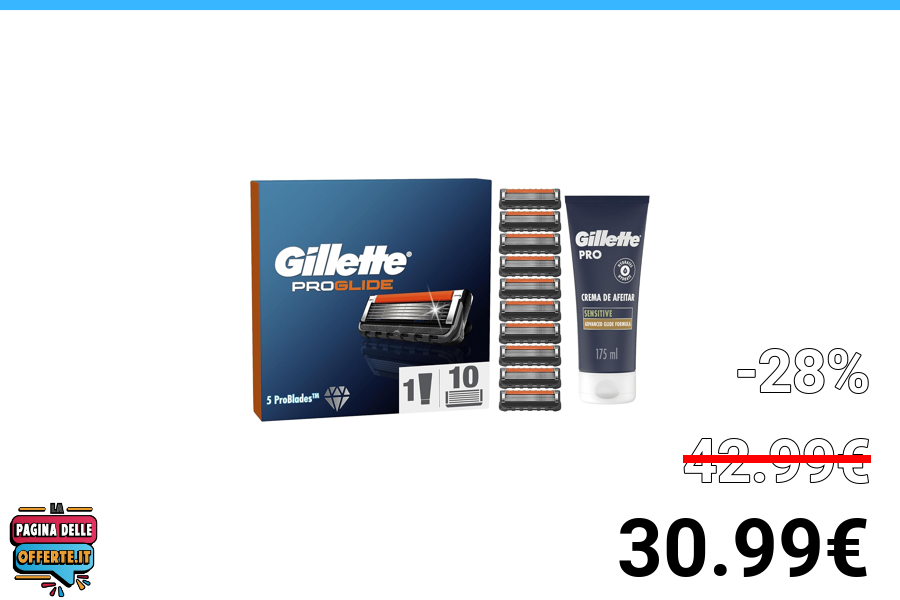 Gillette
PROGLIDE
5 ProBlades™
1
10
Gillette
PRO
CREMA DE AFEITAR
SENSITIVE
ADVANCED GLIDE FORMULA
175 ml
-28%
42.99€
30.99€
LA
PAGINA DELLE
OFFERTE.IT